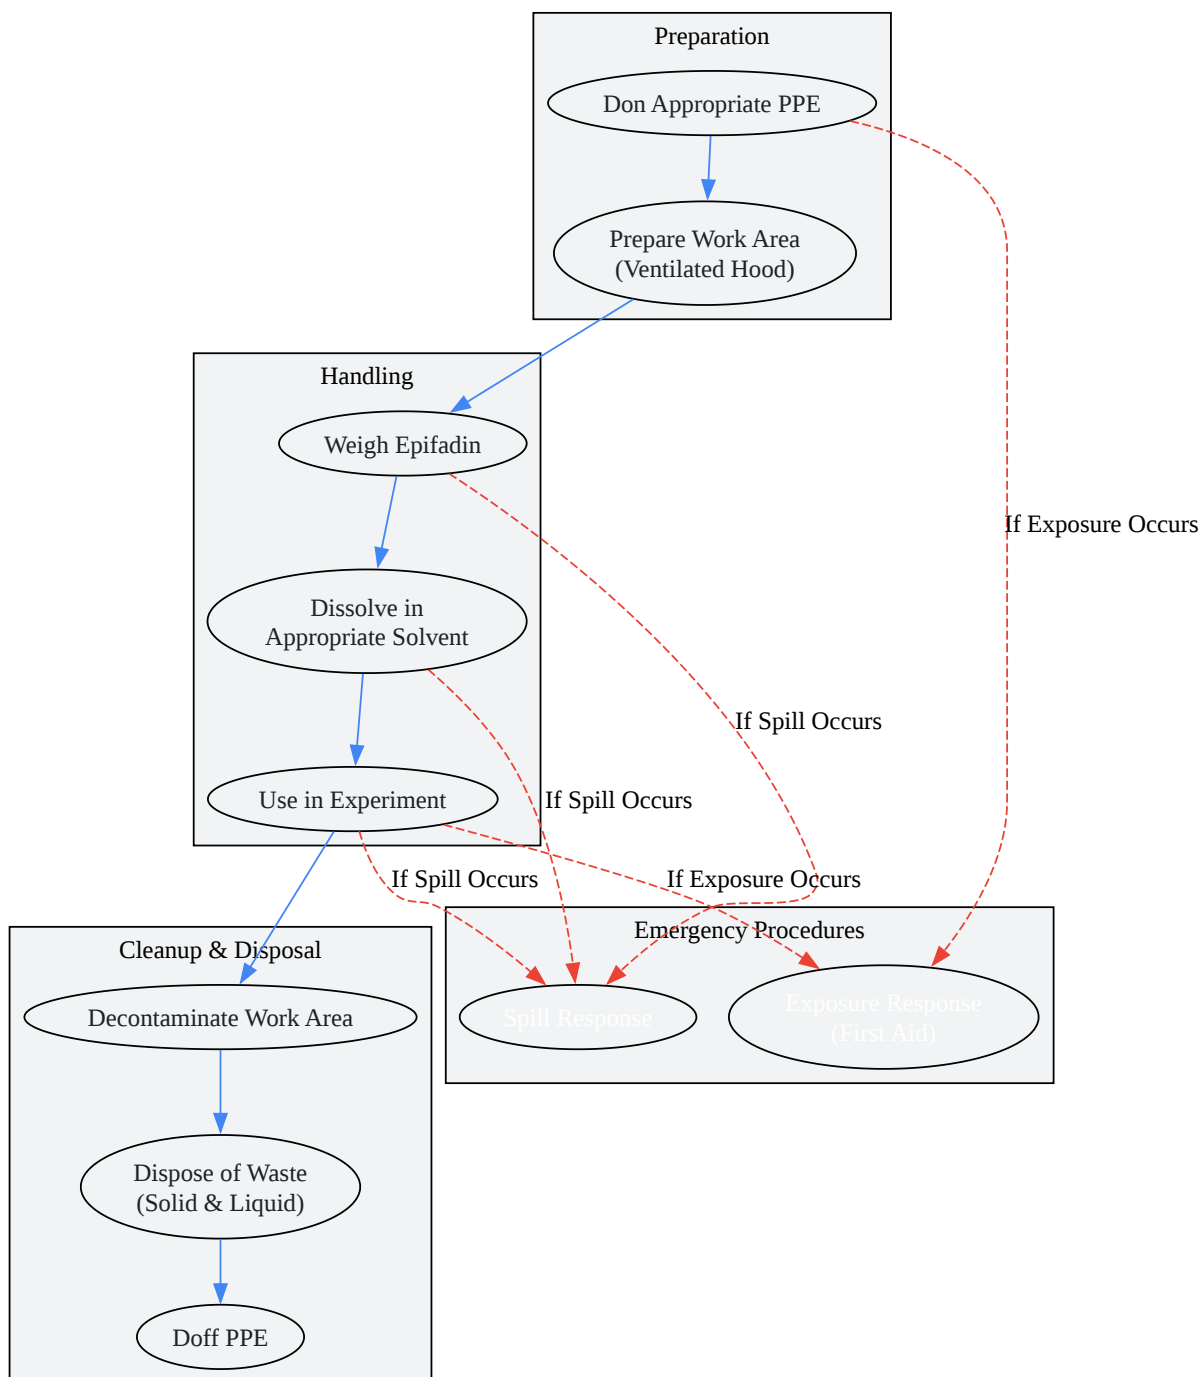 Preparation
Don Appropriate PPE
Prepare Work Area
(Ventilated Hood)
Handling
Weigh Epifadin
If Exposure Occurs
Dissolve in
Appropriate Solvent
If Spill Occurs
Use in Experiment
If Spill Occurs
If Spill Occurs
If Exposure Occurs
Emergency Procedures
Cleanup & Disposal
Spill Response
Exposure Response
(First Aid)
Decontaminate Work Area
Dispose of Waste
(Solid & Liquid)
Doff PPE